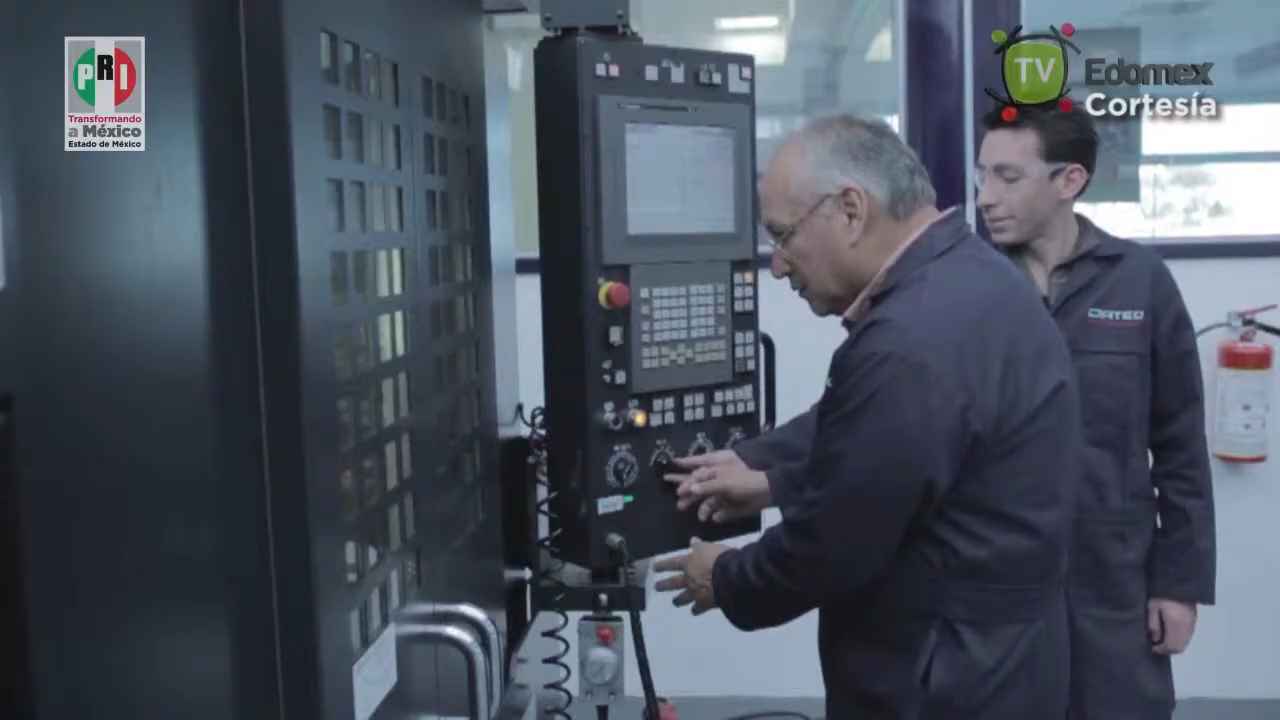 PRI
Transformando
a México
Estado de México
TV Edomex
Cortesía
CIATEQ